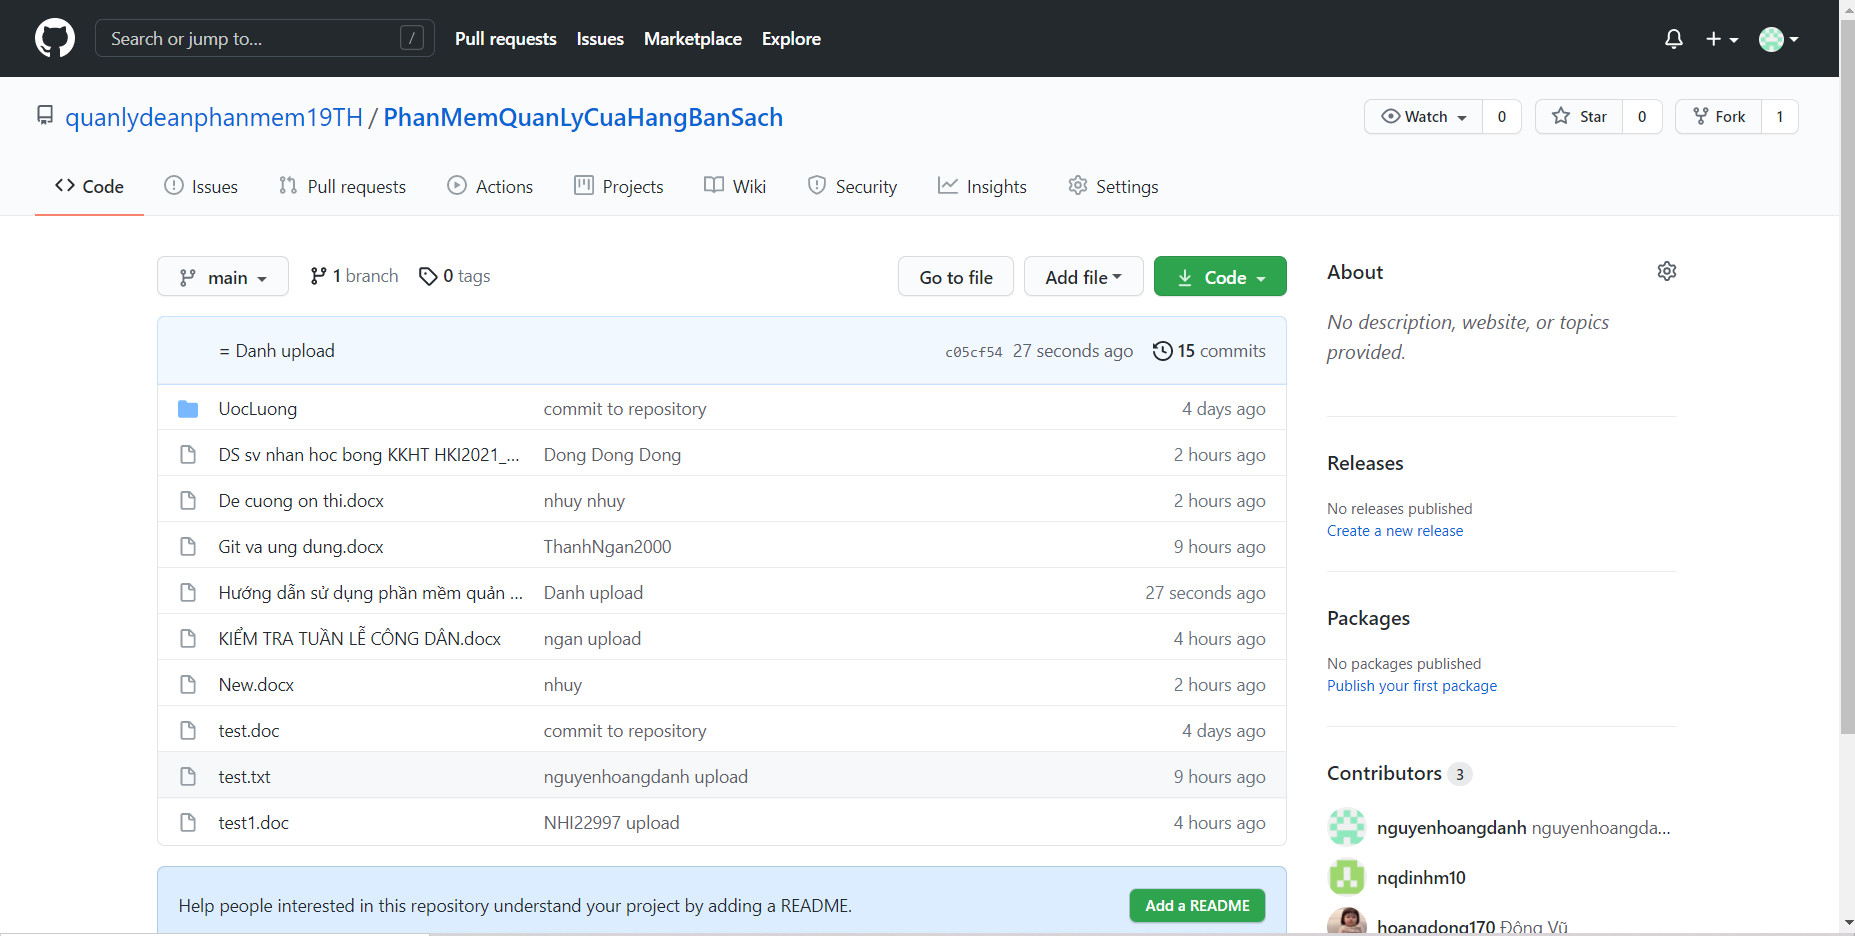 Search or jump to... /
Pull requests Issues Marketplace Explore
quanlydeanphanmem19TH / PhanMemQuanLyCuaHangBanSach
Watch 0 Star 0 Fork 1
Code Issues Pull requests Actions Projects Wiki Security Insights Settings
main 1 branch 0 tags
Go to file Add file Code
= Danh upload c05cf54 27 seconds ago 15 commits
UocLuong commit to repository 4 days ago
DS sv nhan hoc bong KKHT HKI2021_... Dong Dong Dong 2 hours ago
De cuong on thi.docx nhuy nhuy 2 hours ago
Git va ung dung.docx ThanhNgan2000 9 hours ago
Hướng dẫn sử dụng phần mềm quản ... Danh upload 27 seconds ago
KIỂM TRA TUẦN LỄ CÔNG DÂN.docx ngan upload 4 hours ago
New.docx nhuy 2 hours ago
test.doc commit to repository 4 days ago
test.txt nguyenhoangdanh upload 9 hours ago
test1.doc NHI22997 upload 4 hours ago
Help people interested in this repository understand your project by adding a README. Add a README
About
No description, website, or topics
provided.
Releases
No releases published
Create a new release
Packages
No packages published
Publish your first package
Contributors 3
nguyenhoangdanh nguyenhoangda...
nqdinhm10
hoangdong170 Đông Vũ